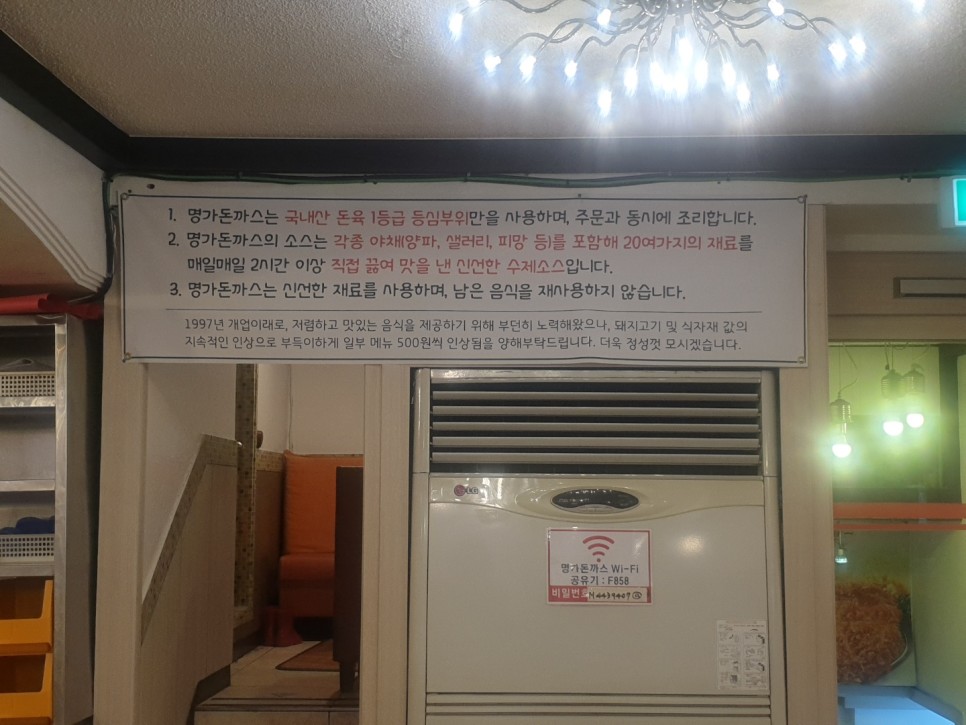 1. 명가돈까스는 국내산 돈육 1등급 등심부위만을 사용하며, 주문과 동시에 조리합니다.
2. 명가돈까스의 소스는 각종 야채(양파, 샐러리, 피망 등)를 포함해 20여가지의 재료를
매일매일 2시간 이상 직접 끓여 맛을 낸 신선한 수제소스입니다.
3. 명가돈까스는 신선한 재료를 사용하며, 남은 음식을 재사용하지 않습니다.
1997년 개업이래로, 저렴하고 맛있는 음식을 제공하기 위해 부던히 노력해왔으나, 돼지고기 및 식자재 값의
지속적인 인상으로 부득이하게 일부 메뉴 500원씩 인상됨을 양해부탁드립니다. 더욱 정성껏 모시겠습니다.
명가돈까스 Wi-Fi
공유기 : F858
비밀번호